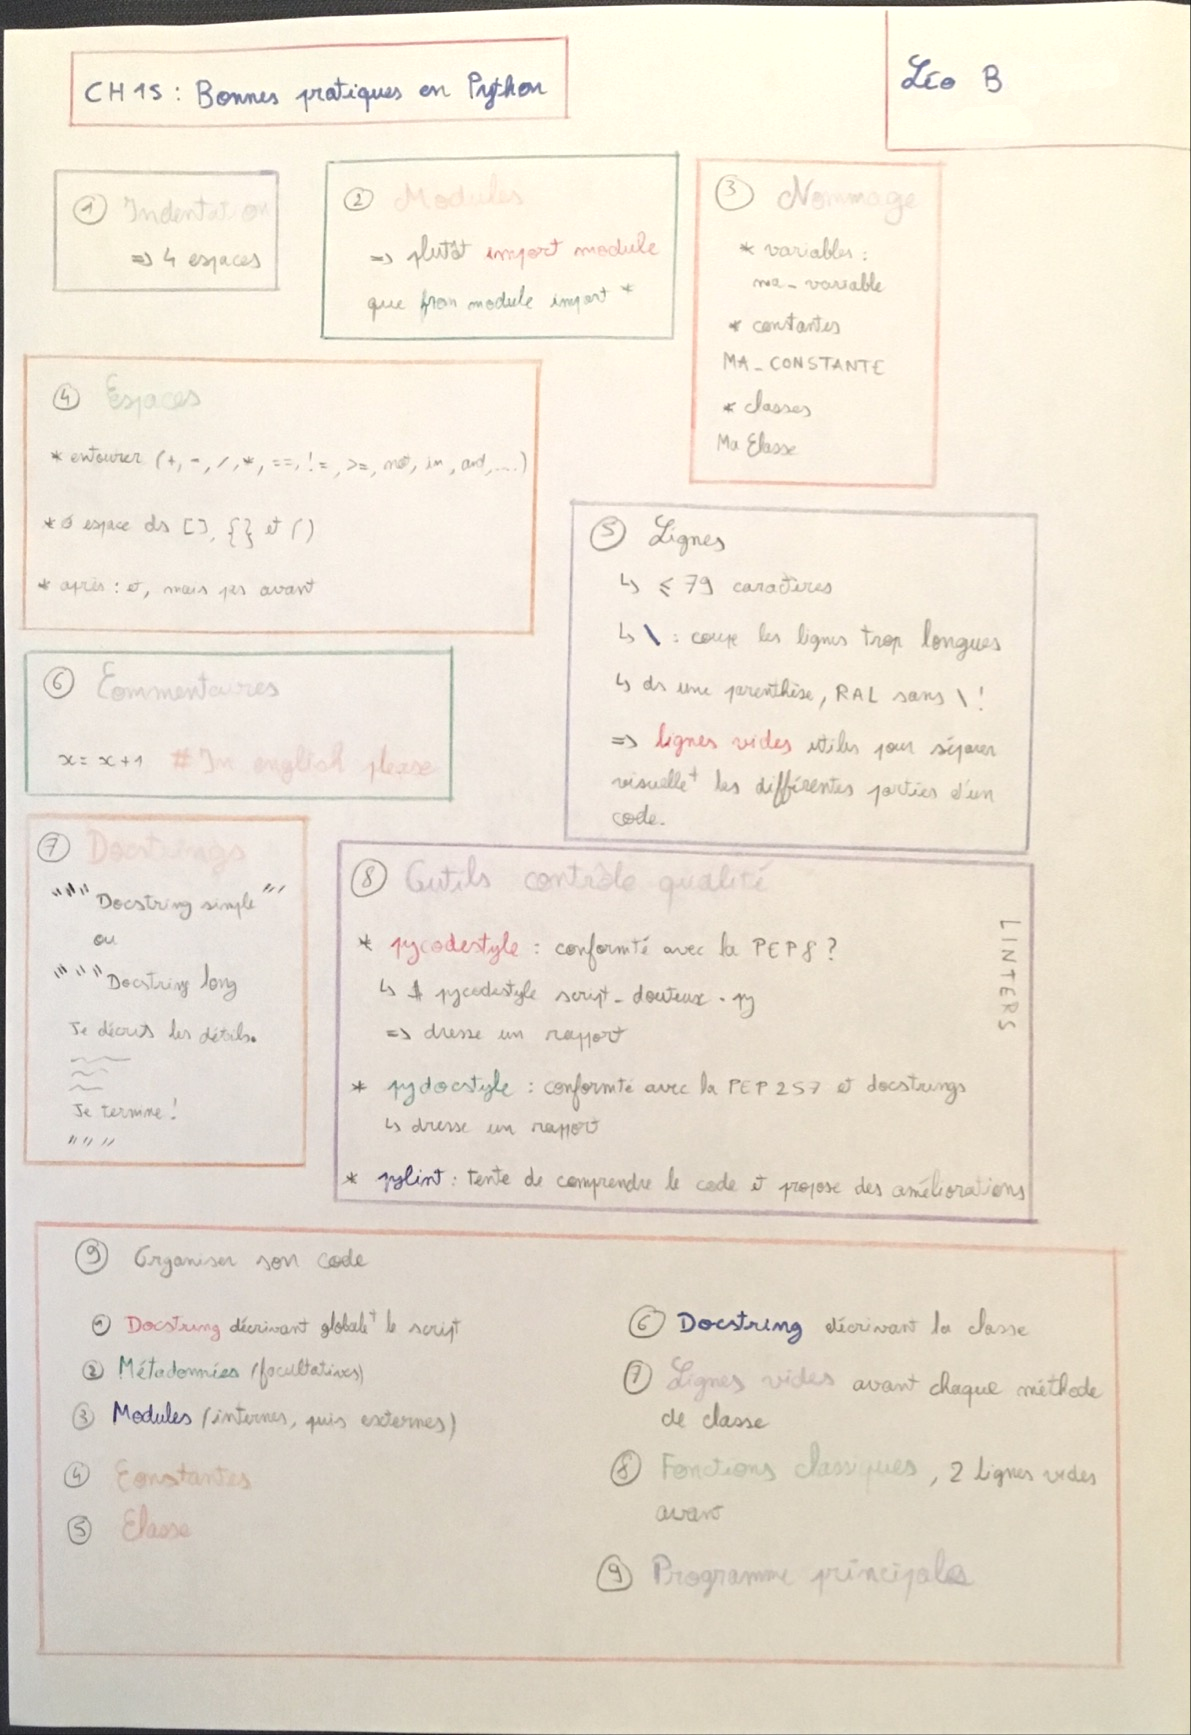 CH 15 : Bonnes pratiques en Python
Léo B
① Indentation
=> 4 espaces
② Modules
=> plutôt import module
que from module import *
③ Nommage
* variables :
ma_variable
* constantes
MA_CONSTANTE
* classes
MaClasse
④ Espaces
* entourer (+, -, /, *, ==, !=, >=, not, in, and, ....)
* ø espace ds [], {} et ()
* après : et, mais pas avant
⑤ Lignes
↳ ≤ 79 caractères
↳ \ : coupe les lignes trop longues
↳ ds une parenthèse, RAL sans \ !
=> lignes vides utiles pour séparer
visuelle⁺ les différentes parties d'un
code.
⑥ Commentaires
x = x + 1 # In english please
⑦ Docstrings
"""Docstring simple"""
ou
"""Docstring long
Je décris les détails.
Je termine !
"""
⑧ Outils contrôle qualité
LINTERS
* pycodestyle : conformté avec la PEP 8 ?
↳ $ pycodestyle script_douteux.py
=> dresse un rapport
* pydocstyle : conformté avec la PEP 257 et docstrings
↳ dresse un rapport
* pylint : tente de comprendre le code et propose des améliorations
⑨ Organiser son code
① Docstring décrivant globale⁺ le script
② Métadonnées (facultatives)
③ Modules (internes, puis externes)
④ Constantes
⑤ Classe
⑥ Docstring décrivant la classe
⑦ Lignes vides avant chaque méthode
de classe
⑧ Fonctions classiques, 2 lignes vides
avant
⑨ Programme principale